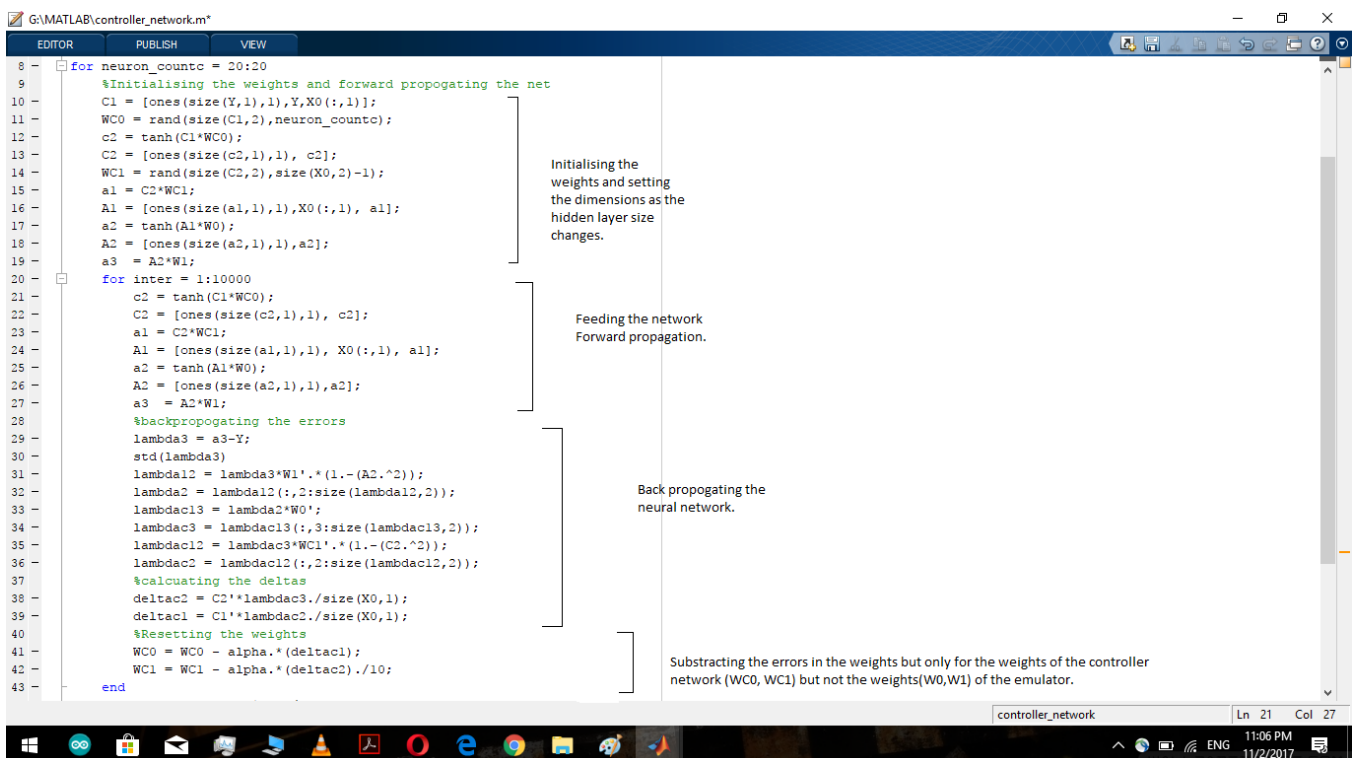 G:\MATLAB\controller_network.m*
EDITOR PUBLISH VIEW
8 - for neuron_countc = 20:20
9 %Initialising the weights and forward propogating the net
10 - C1 = [ones(size(Y,1),1),Y,X0(:,1)];
11 - WC0 = rand(size(C1,2),neuron_countc);
12 - c2 = tanh(C1*WC0);
13 - C2 = [ones(size(c2,1),1), c2];
14 - WC1 = rand(size(C2,2),size(X0,2)-1);
15 - a1 = C2*WC1;
16 - A1 = [ones(size(a1,1),1),X0(:,1), a1];
17 - a2 = tanh(A1*W0);
18 - A2 = [ones(size(a2,1),1),a2];
19 - a3 = A2*W1;
Initialising the
weights and setting
the dimensions as the
hidden layer size
changes.
20 - for inter = 1:10000
21 - c2 = tanh(C1*WC0);
22 - C2 = [ones(size(c2,1),1), c2];
23 - a1 = C2*WC1;
24 - A1 = [ones(size(a1,1),1), X0(:,1), a1];
25 - a2 = tanh(A1*W0);
26 - A2 = [ones(size(a2,1),1),a2];
27 - a3 = A2*W1;
Feeding the network
Forward propagation.
28 %backpropogating the errors
29 - lambda3 = a3-Y;
30 - std(lambda3)
31 - lambda12 = lambda3*W1'.*(1.-(A2.^2));
32 - lambda2 = lambda12(:,2:size(lambda12,2));
33 - lambdac13 = lambda2*W0';
34 - lambdac3 = lambdac13(:,3:size(lambdac13,2));
35 - lambdac12 = lambdac3*WC1'.*(1.-(C2.^2));
36 - lambdac2 = lambdac12(:,2:size(lambdac12,2));
37 %calcuating the deltas
38 - deltac2 = C2'*lambdac3./size(X0,1);
39 - deltac1 = C1'*lambdac2./size(X0,1);
Back propogating the
neural network.
40 %Resetting the weights
41 - WC0 = WC0 - alpha.*(deltac1);
42 - WC1 = WC1 - alpha.*(deltac2)./10;
43 - end
Substracting the errors in the weights but only for the weights of the controller
network (WC0, WC1) but not the weights(W0,W1) of the emulator.
controller_network Ln 21 Col 27
ENG 11:06 PM
11/2/2017